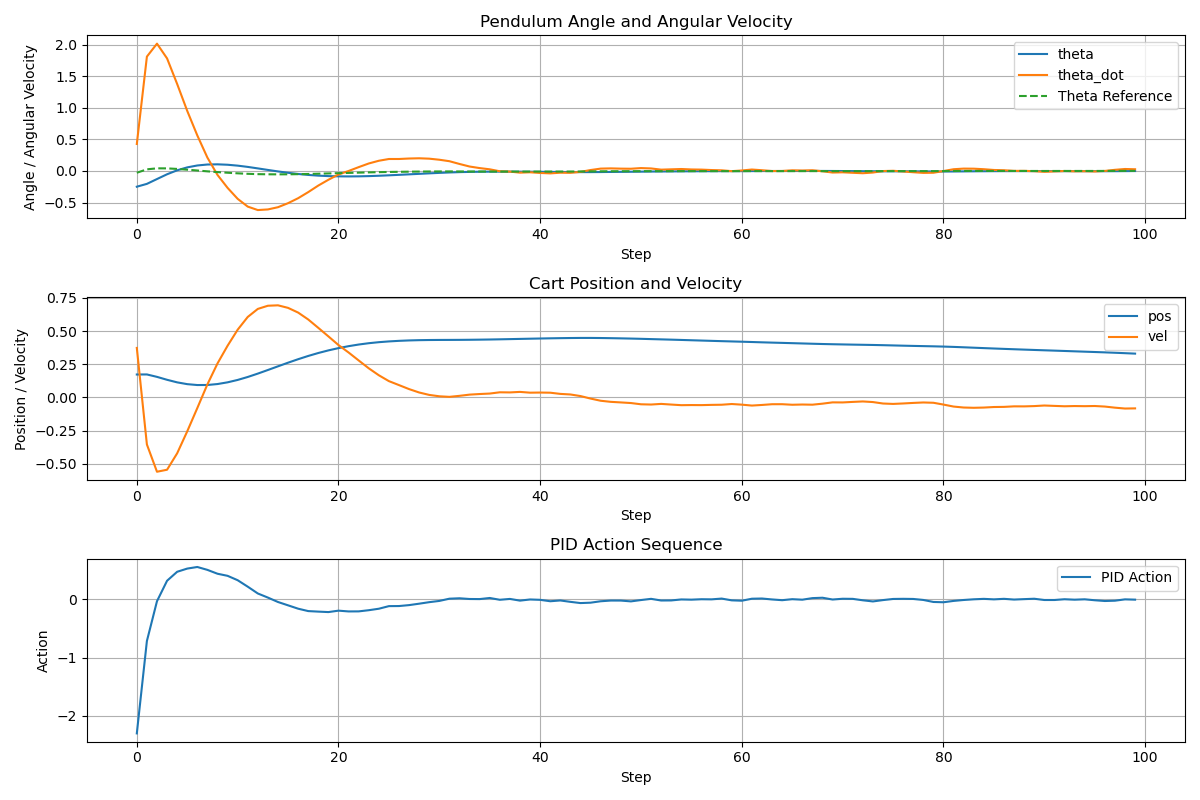 Pendulum Angle and Angular Velocity
Angle / Angular Velocity
2.0
1.5
1.0
0.5
0.0
−0.5
theta
theta_dot
Theta Reference
0 20 40 60 80 100
Step
Cart Position and Velocity
Position / Velocity
0.75
0.50
0.25
0.00
−0.25
−0.50
pos
vel
0 20 40 60 80 100
Step
PID Action Sequence
Action
0
−1
−2
PID Action
0 20 40 60 80 100
Step